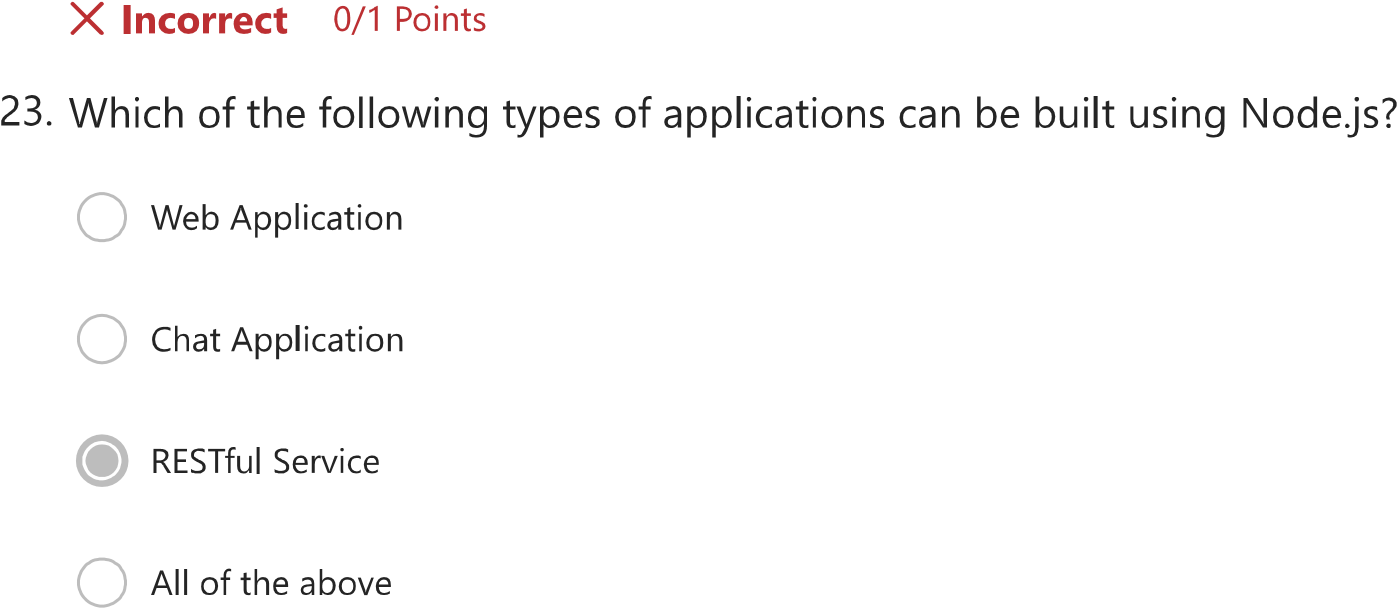 Incorrect 0/1 Points
23. Which of the following types of applications can be built using Node.js?
Web Application
Chat Application
RESTful Service
All of the above